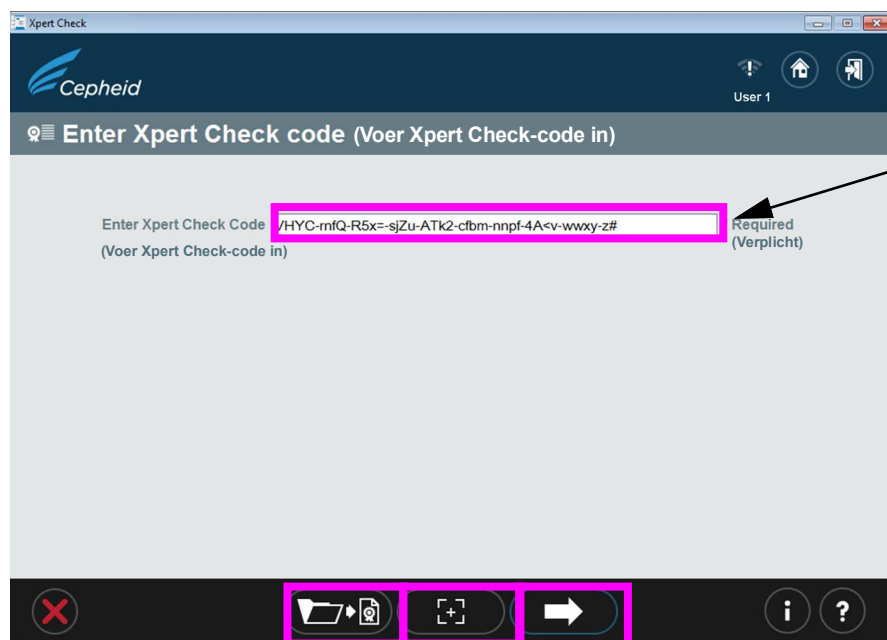 Xpert Check
Cepheid
User 1
Enter Xpert Check code (Voer Xpert Check-code in)
Enter Xpert Check Code /HYC-rnfQ-R5x=-sjZu-ATk2-cfbm-nnpf-4A<v-wwxy-z# Required
(Voer Xpert Check-code in) (Verplicht)
i ?